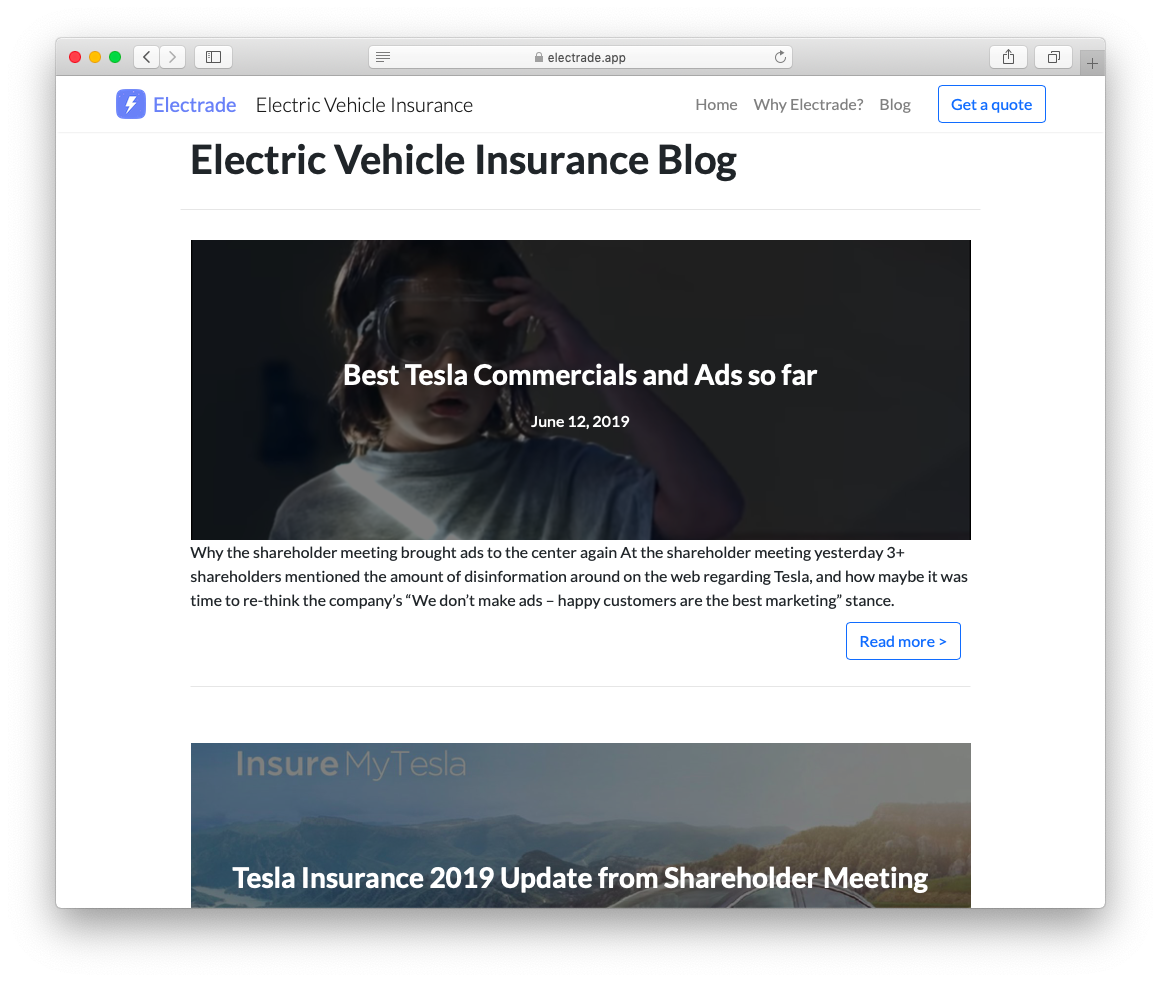 electrade.app
Electrade Electric Vehicle Insurance Home Why Electrade? Blog Get a quote
Electric Vehicle Insurance Blog
Best Tesla Commercials and Ads so far
June 12, 2019
Why the shareholder meeting brought ads to the center again At the shareholder meeting yesterday 3+
shareholders mentioned the amount of disinformation around on the web regarding Tesla, and how maybe it was
time to re-think the company’s “We don’t make ads – happy customers are the best marketing” stance.
Read more >
Insure MyTesla
Tesla Insurance 2019 Update from Shareholder Meeting